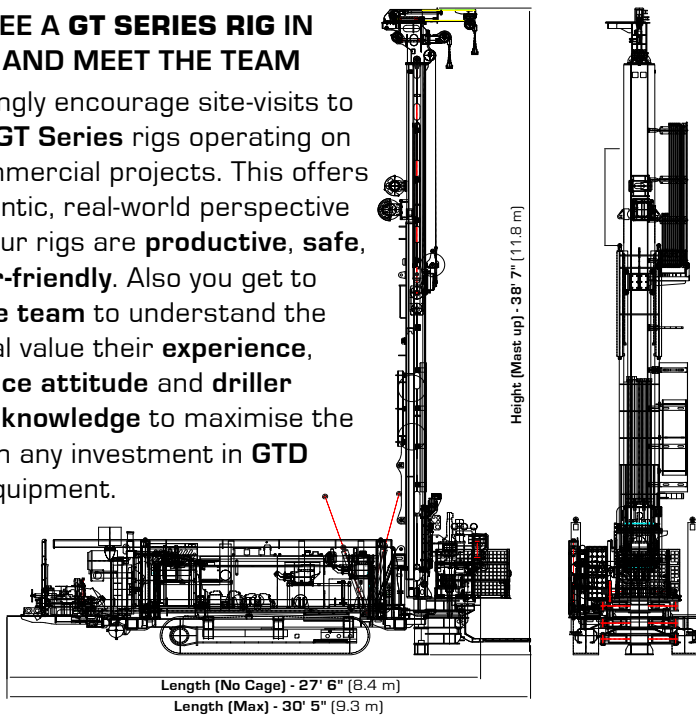 EE A GT SERIES RIG IN
AND MEET THE TEAM
ngly encourage site-visits to
GT Series rigs operating on
nmercial projects. This offers
entic, real-world perspective
ur rigs are productive, safe,
r-friendly. Also you get to
e team to understand the
al value their experience,
ce attitude and driller
knowledge to maximise the
n any investment in GTD
quipment.
Height (Mast up) - 38' 7" (11.8 m)
Length (No Cage) - 27' 6" (8.4 m)
Length (Max) - 30' 5" (9.3 m)